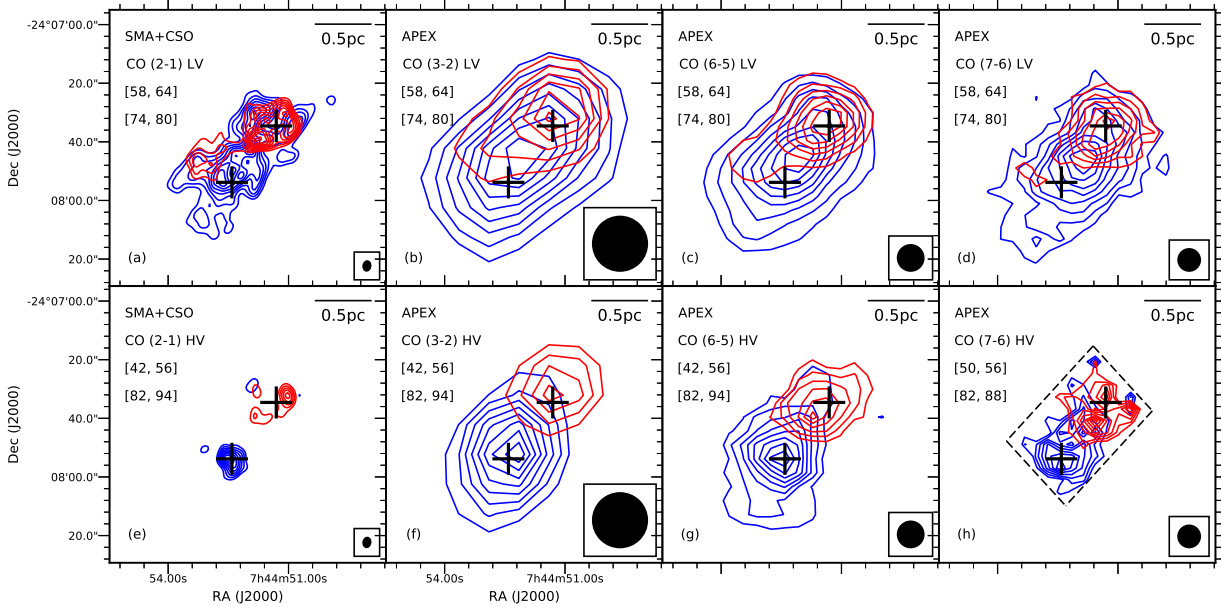 -24°07'00.0"
20.0"
40.0"
08'00.0"
20.0"
Dec (J2000)
SMA+CSO
CO (2-1) LV
[58, 64]
[74, 80]
0.5pc
(a)
APEX
CO (3-2) LV
[58, 64]
[74, 80]
0.5pc
(b)
APEX
CO (6-5) LV
[58, 64]
[74, 80]
0.5pc
(c)
APEX
CO (7-6) LV
[58, 64]
[74, 80]
0.5pc
(d)
-24°07'00.0"
20.0"
40.0"
08'00.0"
20.0"
Dec (J2000)
SMA+CSO
CO (2-1) HV
[42, 56]
[82, 94]
0.5pc
(e)
APEX
CO (3-2) HV
[42, 56]
[82, 94]
0.5pc
(f)
APEX
CO (6-5) HV
[42, 56]
[82, 94]
0.5pc
(g)
APEX
CO (7-6) HV
[50, 56]
[82, 88]
0.5pc
(h)
54.00s
7h44m51.00s
RA (J2000)
54.00s
7h44m51.00s
RA (J2000)